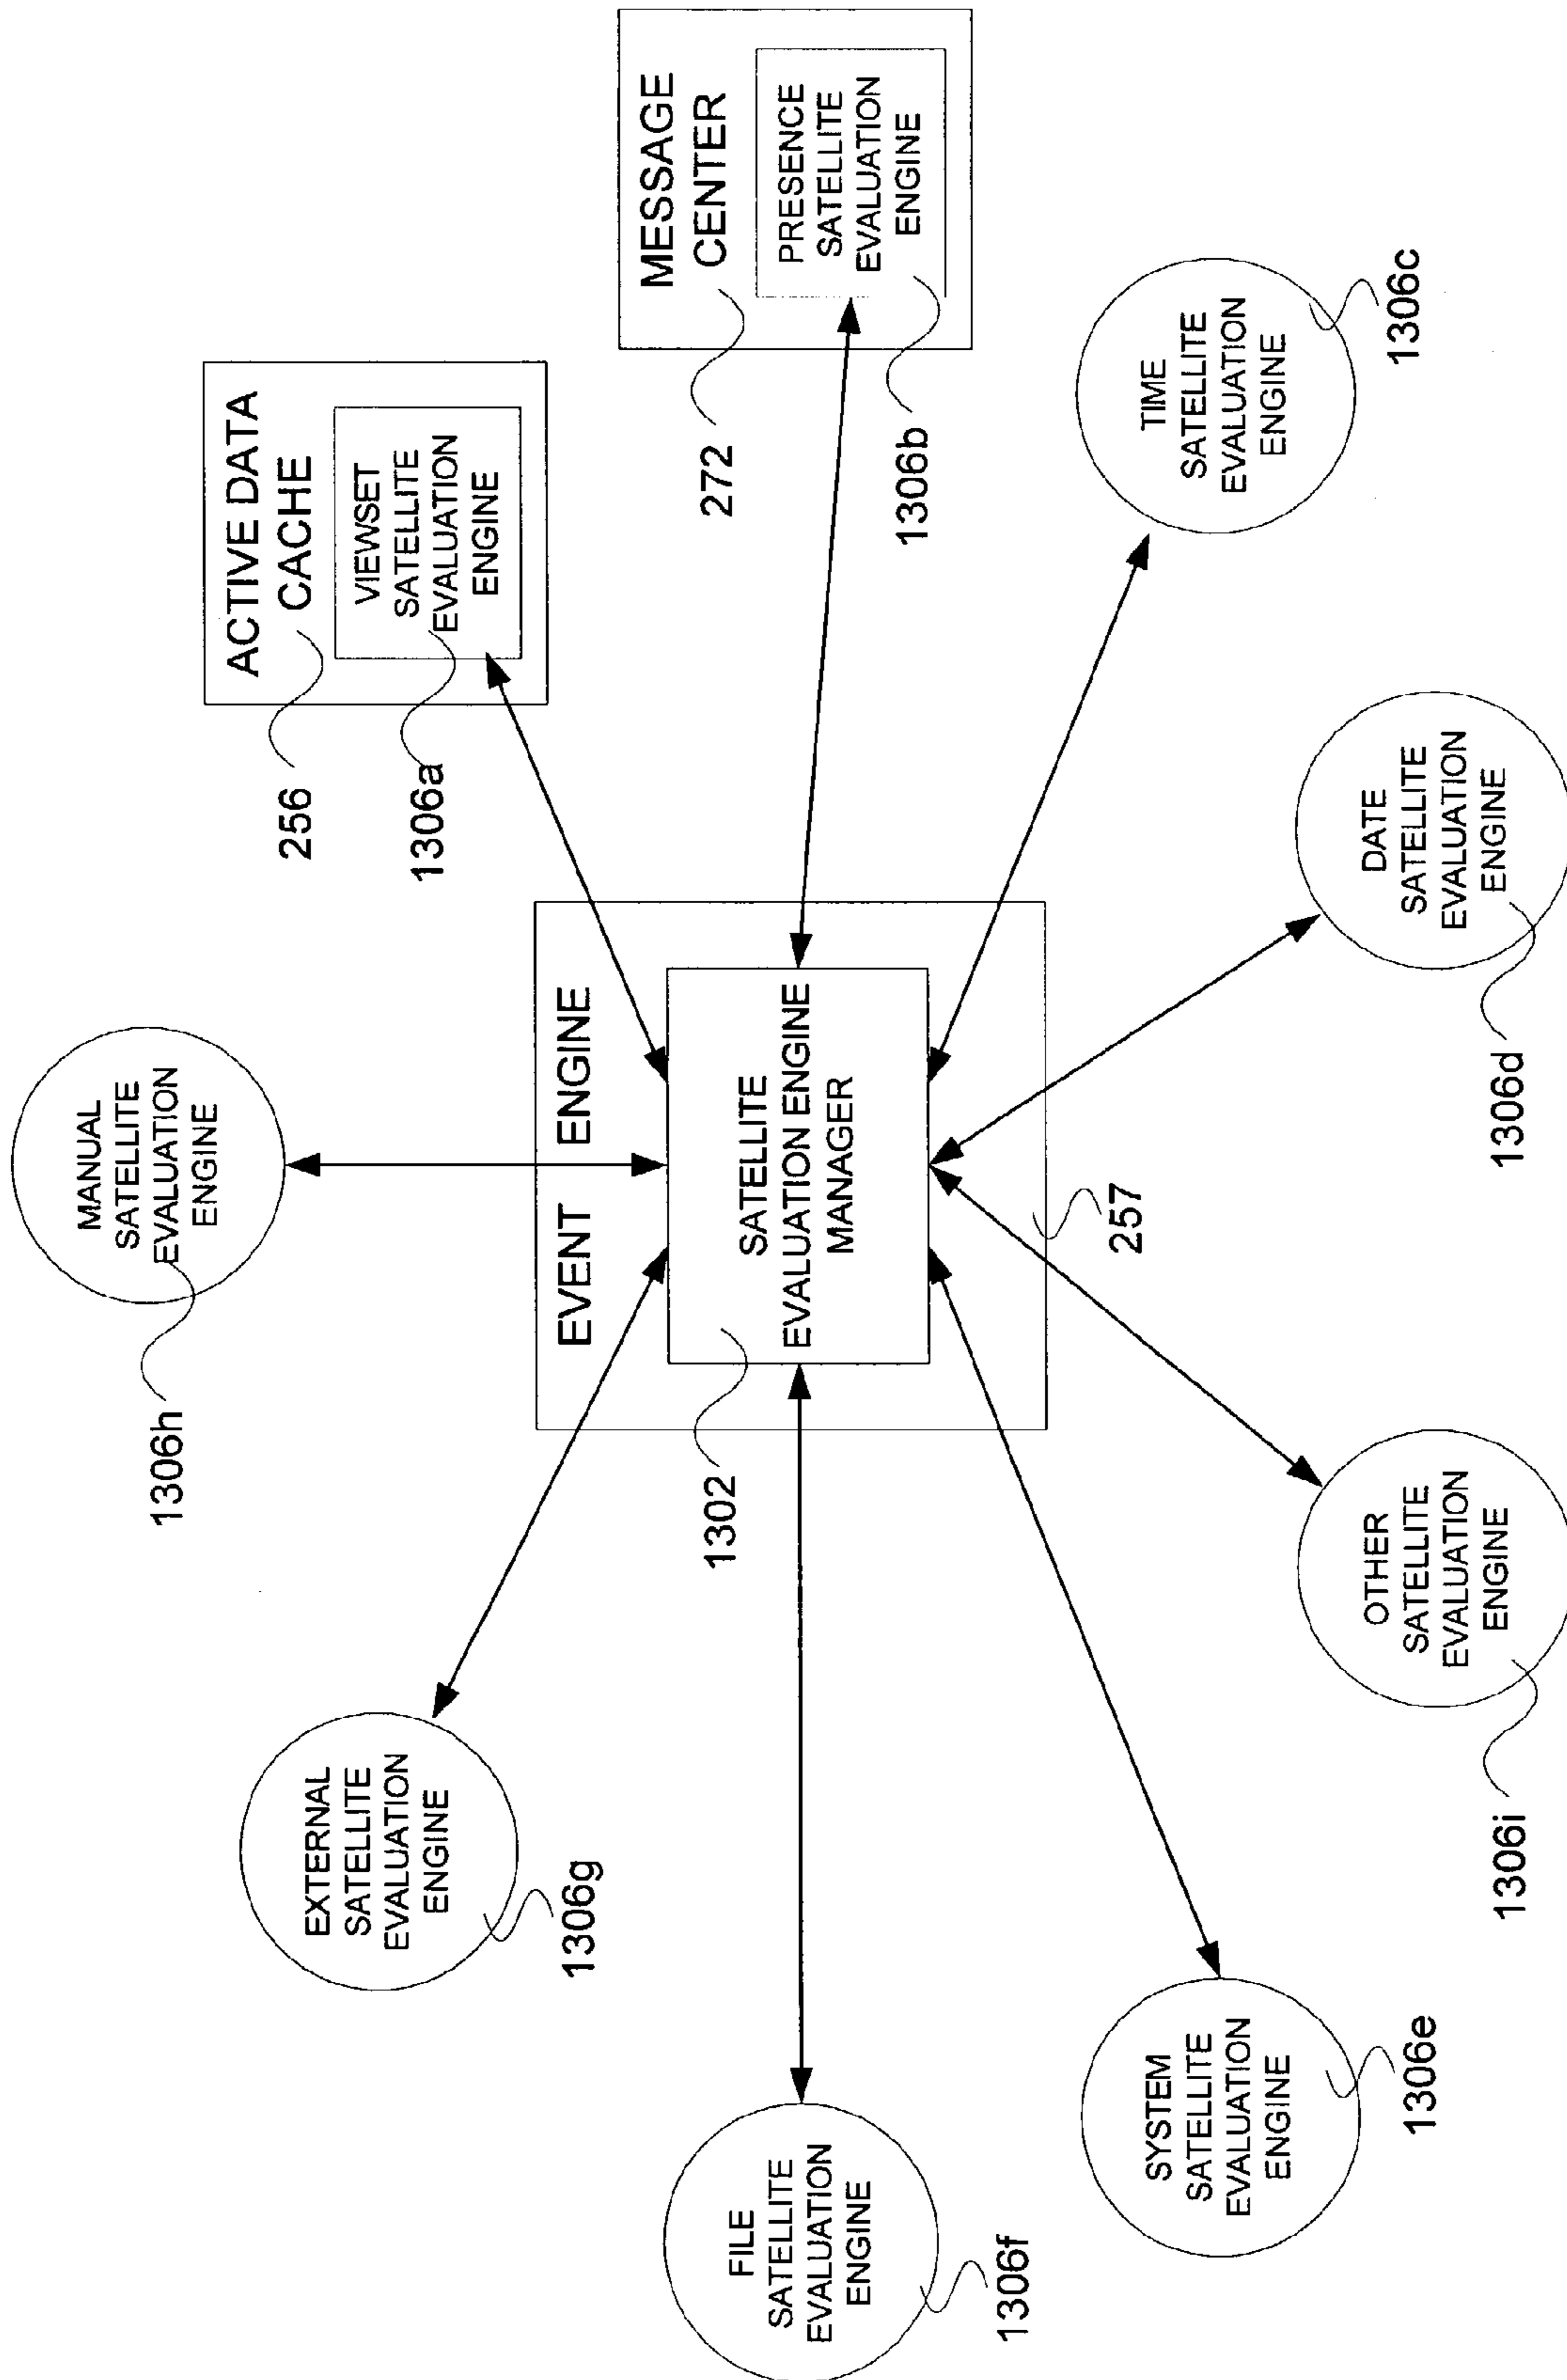 MANUAL
SATELLITE
EVALUATION
ENGINE
1306h
ACTIVE DATA
CACHE
VIEWSET
SATELLITE
EVALUATION
ENGINE
256
1306a
EXTERNAL
SATELLITE
EVALUATION
ENGINE
1306g
EVENT ENGINE
SATELLITE
EVALUATION ENGINE
MANAGER
1302
257
MESSAGE
CENTER
PRESENCE
SATELLITE
EVALUATION
ENGINE
272
1306b
FILE
SATELLITE
EVALUATION
ENGINE
1306f
TIME
SATELLITE
EVALUATION
ENGINE
1306c
SYSTEM
SATELLITE
EVALUATION
ENGINE
1306e
OTHER
SATELLITE
EVALUATION
ENGINE
1306i
DATE
SATELLITE
EVALUATION
ENGINE
1306d